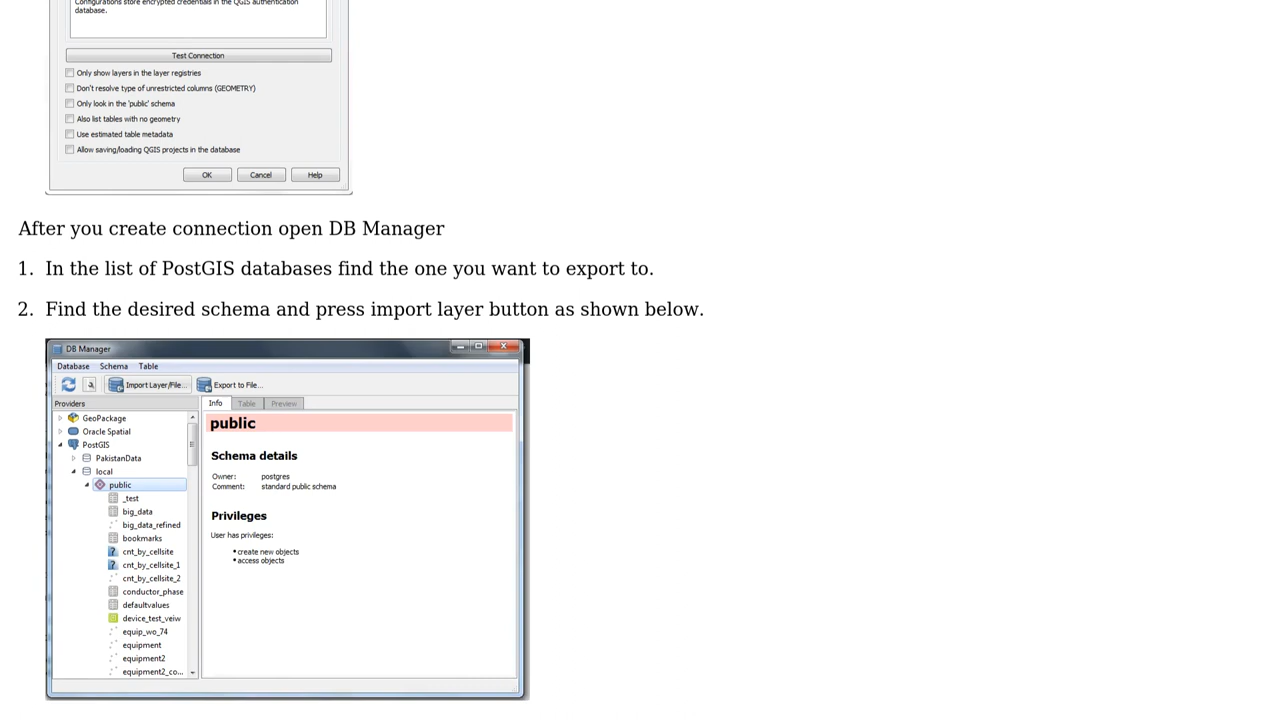 Configurations store encrypted credentials in the QGIS authentication
database.
Test Connection
Only show layers in the layer registries
Don't resolve type of unrestricted columns (GEOMETRY)
Only look in the 'public' schema
Also list tables with no geometry
Use estimated table metadata
Allow saving/loading QGIS projects in the database
OK Cancel Help
After you create connection open DB Manager
1. In the list of PostGIS databases find the one you want to export to.
2. Find the desired schema and press import layer button as shown below.
DB Manager
Database Schema Table
Import Layer/File... Export to File...
Providers
GeoPackage
Oracle Spatial
PostGIS
PakistanData
local
public
_test
big_data
big_data_refined
bookmarks
cnt_by_cellsite
cnt_by_cellsite_1
cnt_by_cellsite_2
conductor_phase
defaultvalues
device_test_veiw
equip_wo_74
equipment
equipment2
equipment2_co...
Info Table Preview
public
Schema details
Owner: postgres
Comment: standard public schema
Privileges
User has privileges:
• create new objects
• access objects